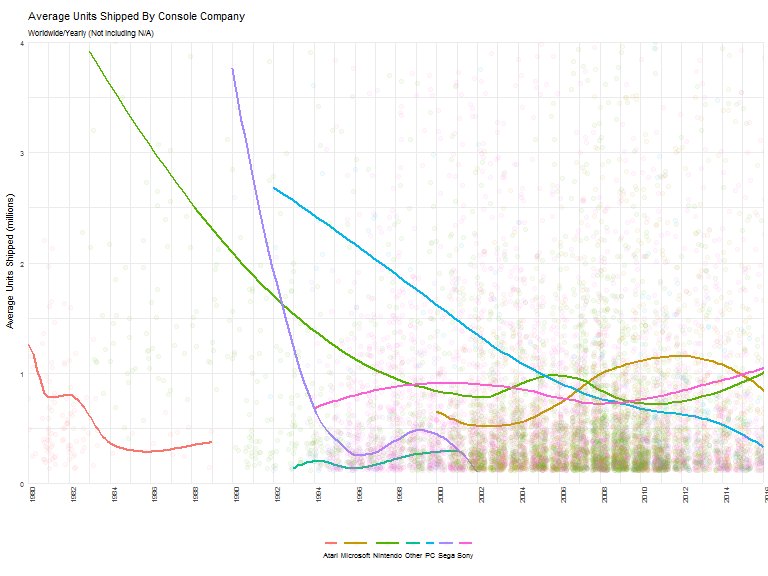 Average Units Shipped By Console Company
Worldwide/Yearly (Not Including N/A)
Average Units Shipped (millions)
4
3
2
1
0
1980 1982 1984 1986 1988 1990 1992 1994 1996 1998 2000 2002 2004 2006 2008 2010 2012 2014 2016
Atari Microsoft Nintendo Other PC Sega Sony